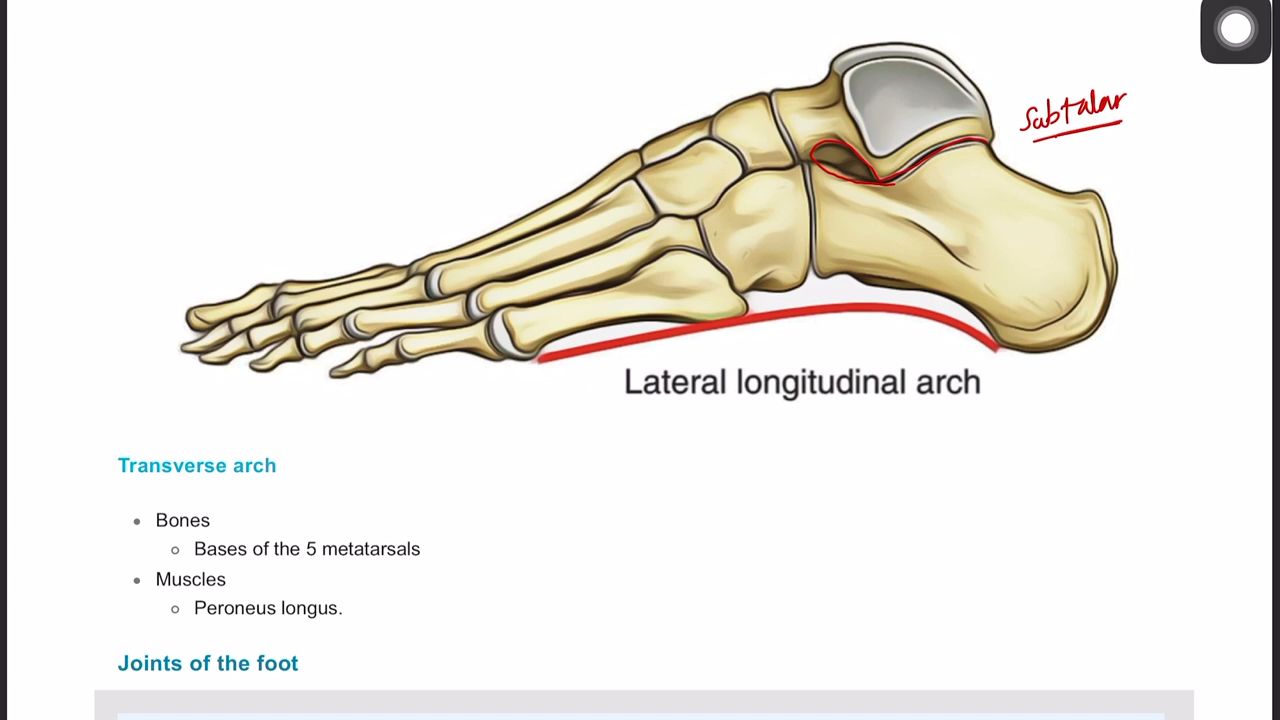 Subtalar
Lateral longitudinal arch
Transverse arch
Bones
Bases of the 5 metatarsals
Muscles
Peroneus longus.
Joints of the foot